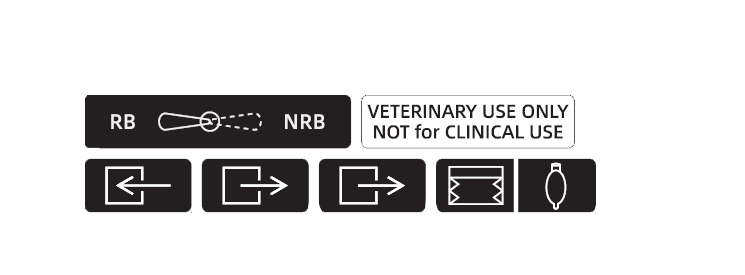 RB NRB
VETERINARY USE ONLY
NOT for CLINICAL USE